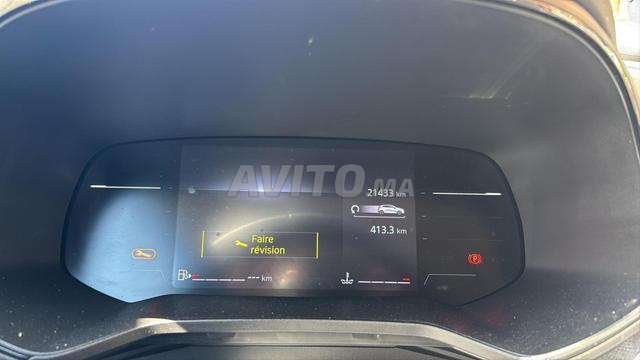 AVITO.MA
21433 km
413.3 km
Faire
révision
--- km
P